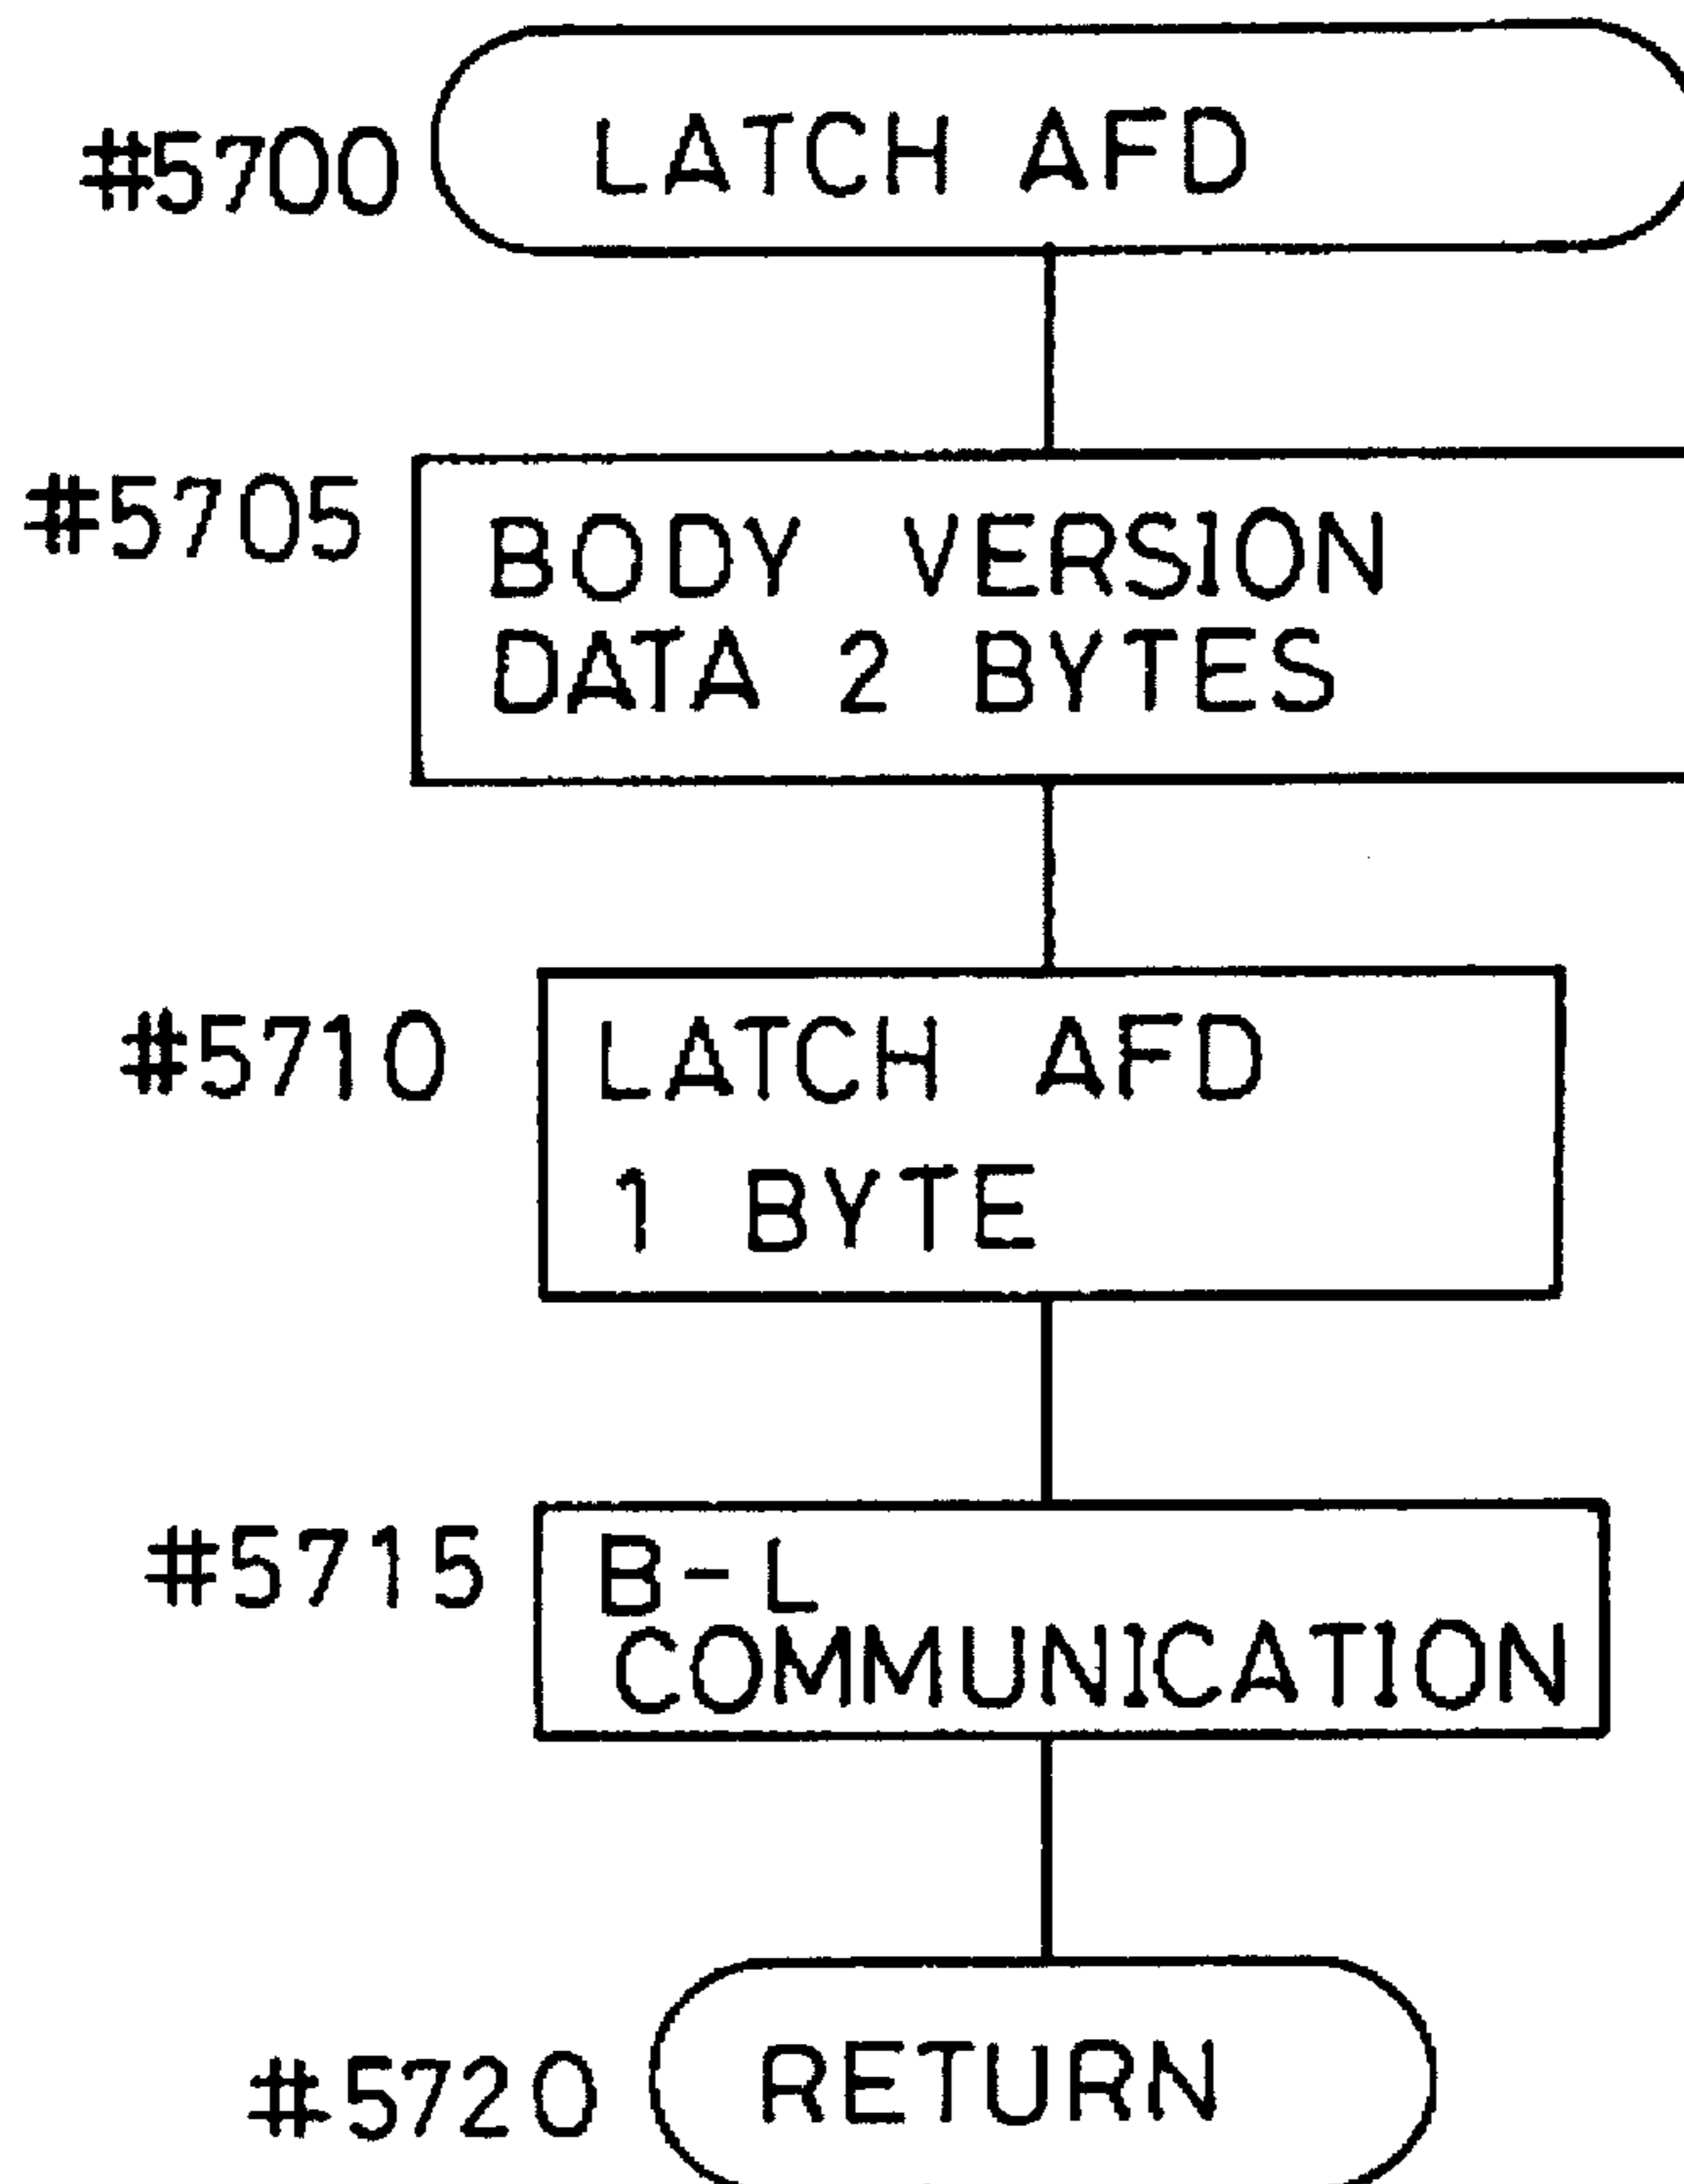 #5700 LATCH AFD
#5705 BODY VERSION
DATA 2 BYTES
#5710 LATCH AFD
1 BYTE
#5715 B-L
COMMUNICATION
#5720 RETURN